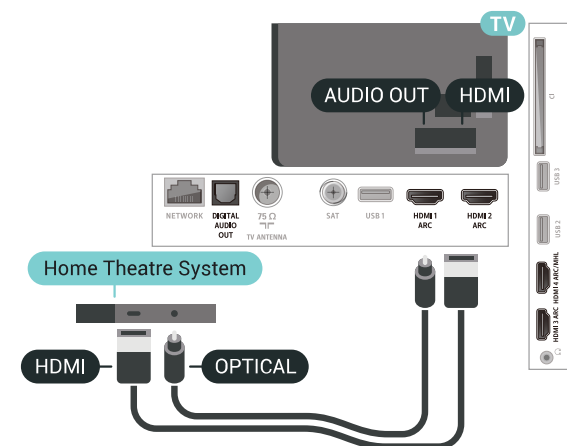 TV
AUDIO OUT HDMI
CI
USB 3
USB 2
HDMI 4 ARC/MHL
HDMI 3 ARC
NETWORK
DIGITAL
AUDIO
OUT
75 Ω
TV ANTENNA
SAT
USB 1
HDMI 1
ARC
HDMI 2
ARC
Home Theatre System
HDMI
OPTICAL